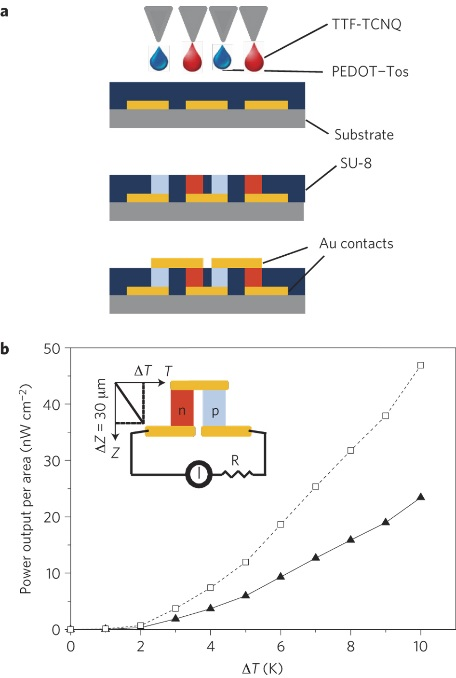 a
TTF-TCNQ
PEDOT–Tos
Substrate
SU-8
Au contacts
b
50
40
30
20
10
0
Power output per area (nW cm⁻²)
ΔT T
ΔZ = 30 μm
Z
n p
I R
0 2 4 6 8 10
ΔT (K)